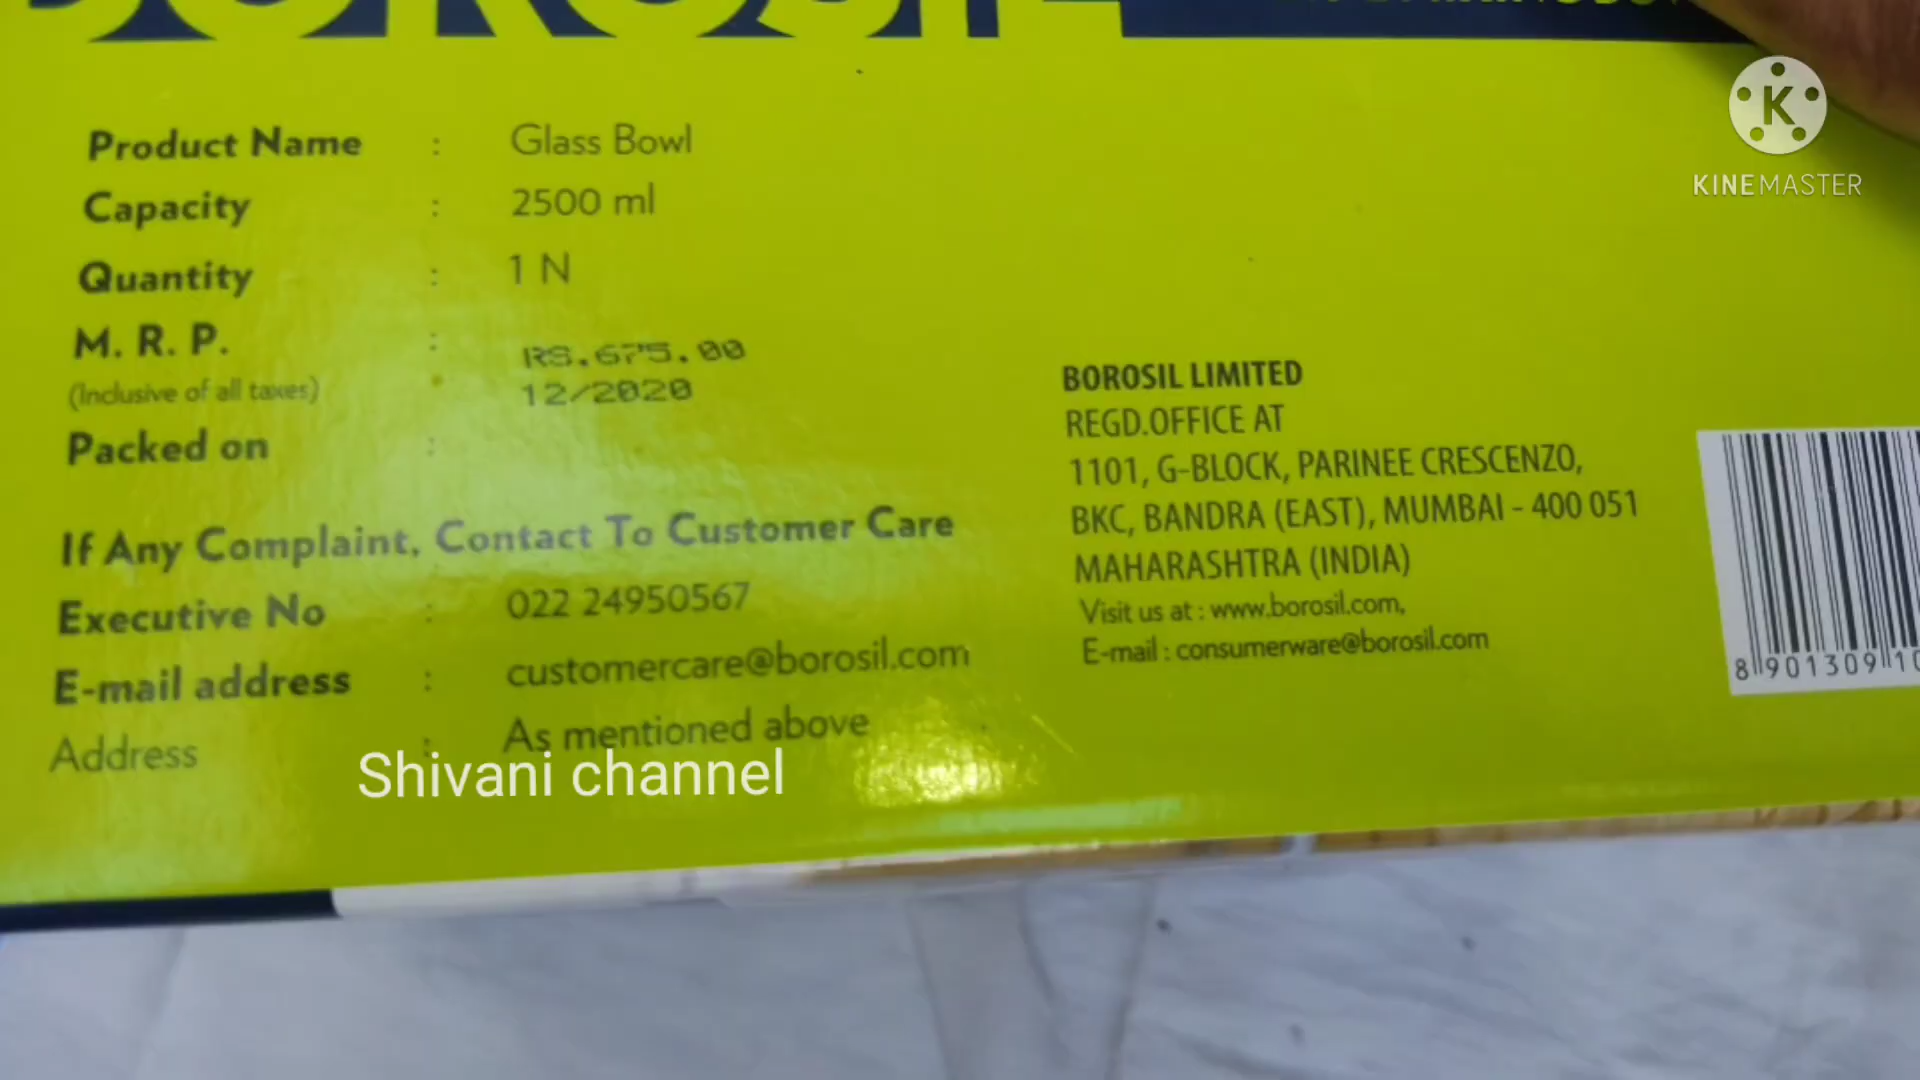 BOROSIL
KINEMASTER
Product Name : Glass Bowl
Capacity : 2500 ml
Quantity : 1 N
M. R. P. : RS.675.00
(Inclusive of all taxes) 12/2020
Packed on :
If Any Complaint, Contact To Customer Care
Executive No : 022 24950567
E-mail address : customercare@borosil.com
Address : As mentioned above
BOROSIL LIMITED
REGD.OFFICE AT
1101, G-BLOCK, PARINEE CRESCENZO,
BKC, BANDRA (EAST), MUMBAI - 400 051
MAHARASHTRA (INDIA)
Visit us at : www.borosil.com,
E-mail : consumerware@borosil.com
8 901309 10
Shivani channel